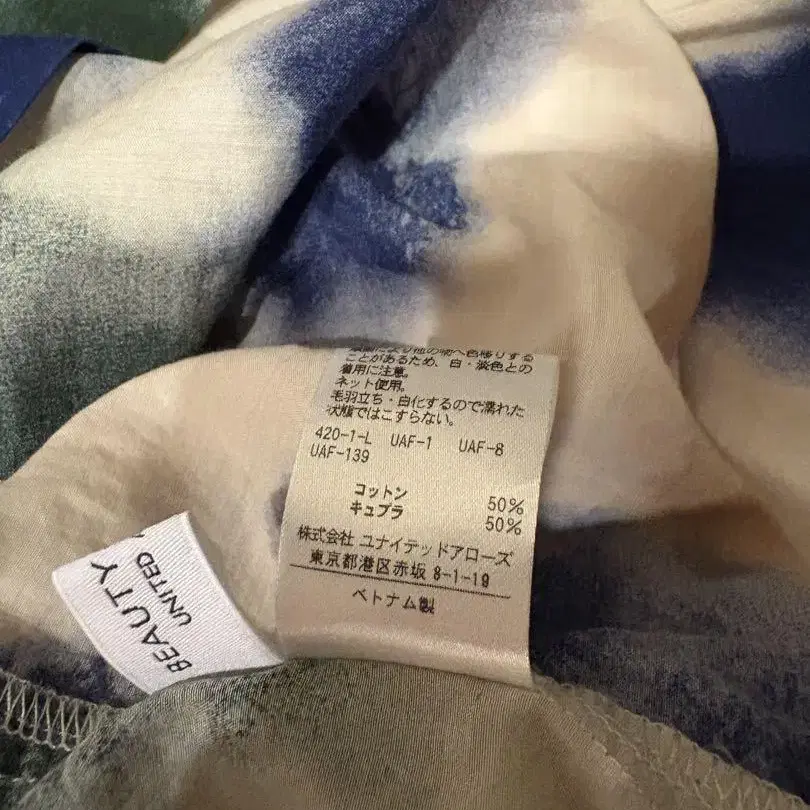 ことがあるため、白・淡色との
着用に注意。
ネット使用。
毛羽立ち・白化するので濡れた
状態ではこすらない。
420-1-L UAF-1 UAF-8
UAF-139
コットン 50%
キュプラ 50%
株式会社 ユナイテッドアローズ
東京都港区赤坂 8-1-19
ベトナム製
BEAUTY
UNITED